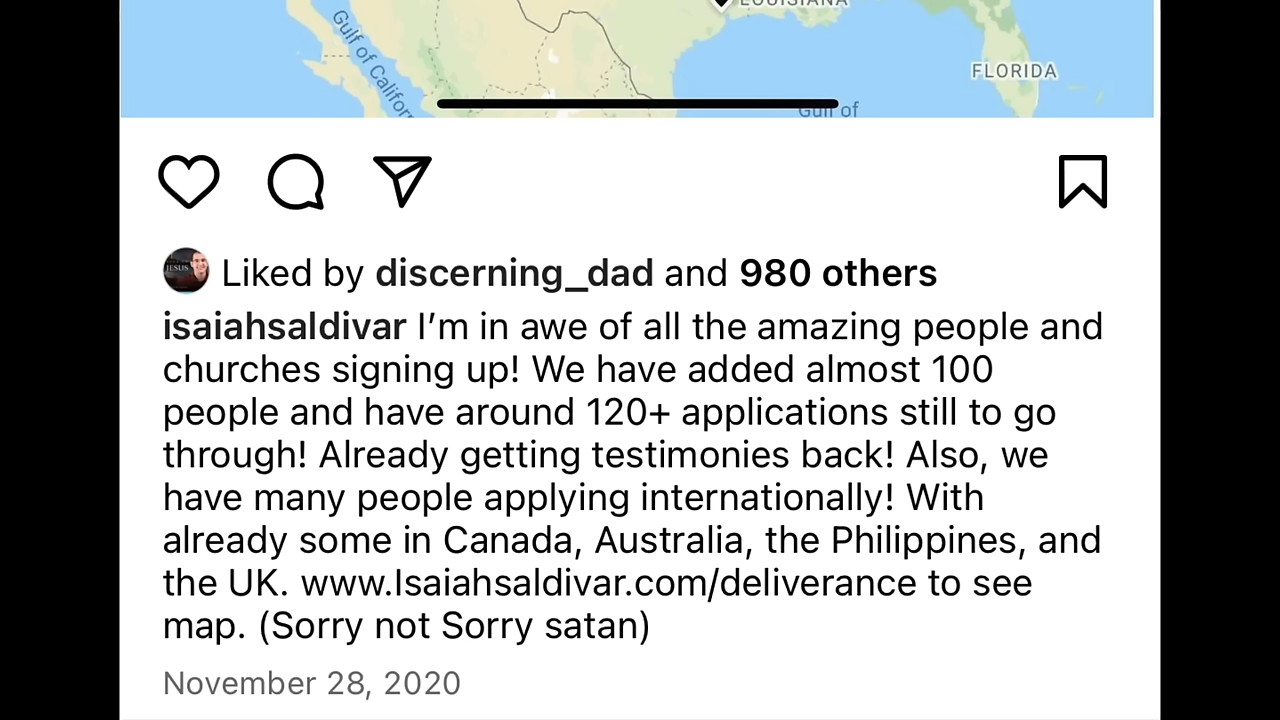 LOUISIANA
Gulf of Califor
FLORIDA
Gulf of
JESUS
Liked by discerning_dad and 980 others
isaiahsaldivar I’m in awe of all the amazing people and
churches signing up! We have added almost 100
people and have around 120+ applications still to go
through! Already getting testimonies back! Also, we
have many people applying internationally! With
already some in Canada, Australia, the Philippines, and
the UK. www.Isaiahsaldivar.com/deliverance to see
map. (Sorry not Sorry satan)
November 28, 2020